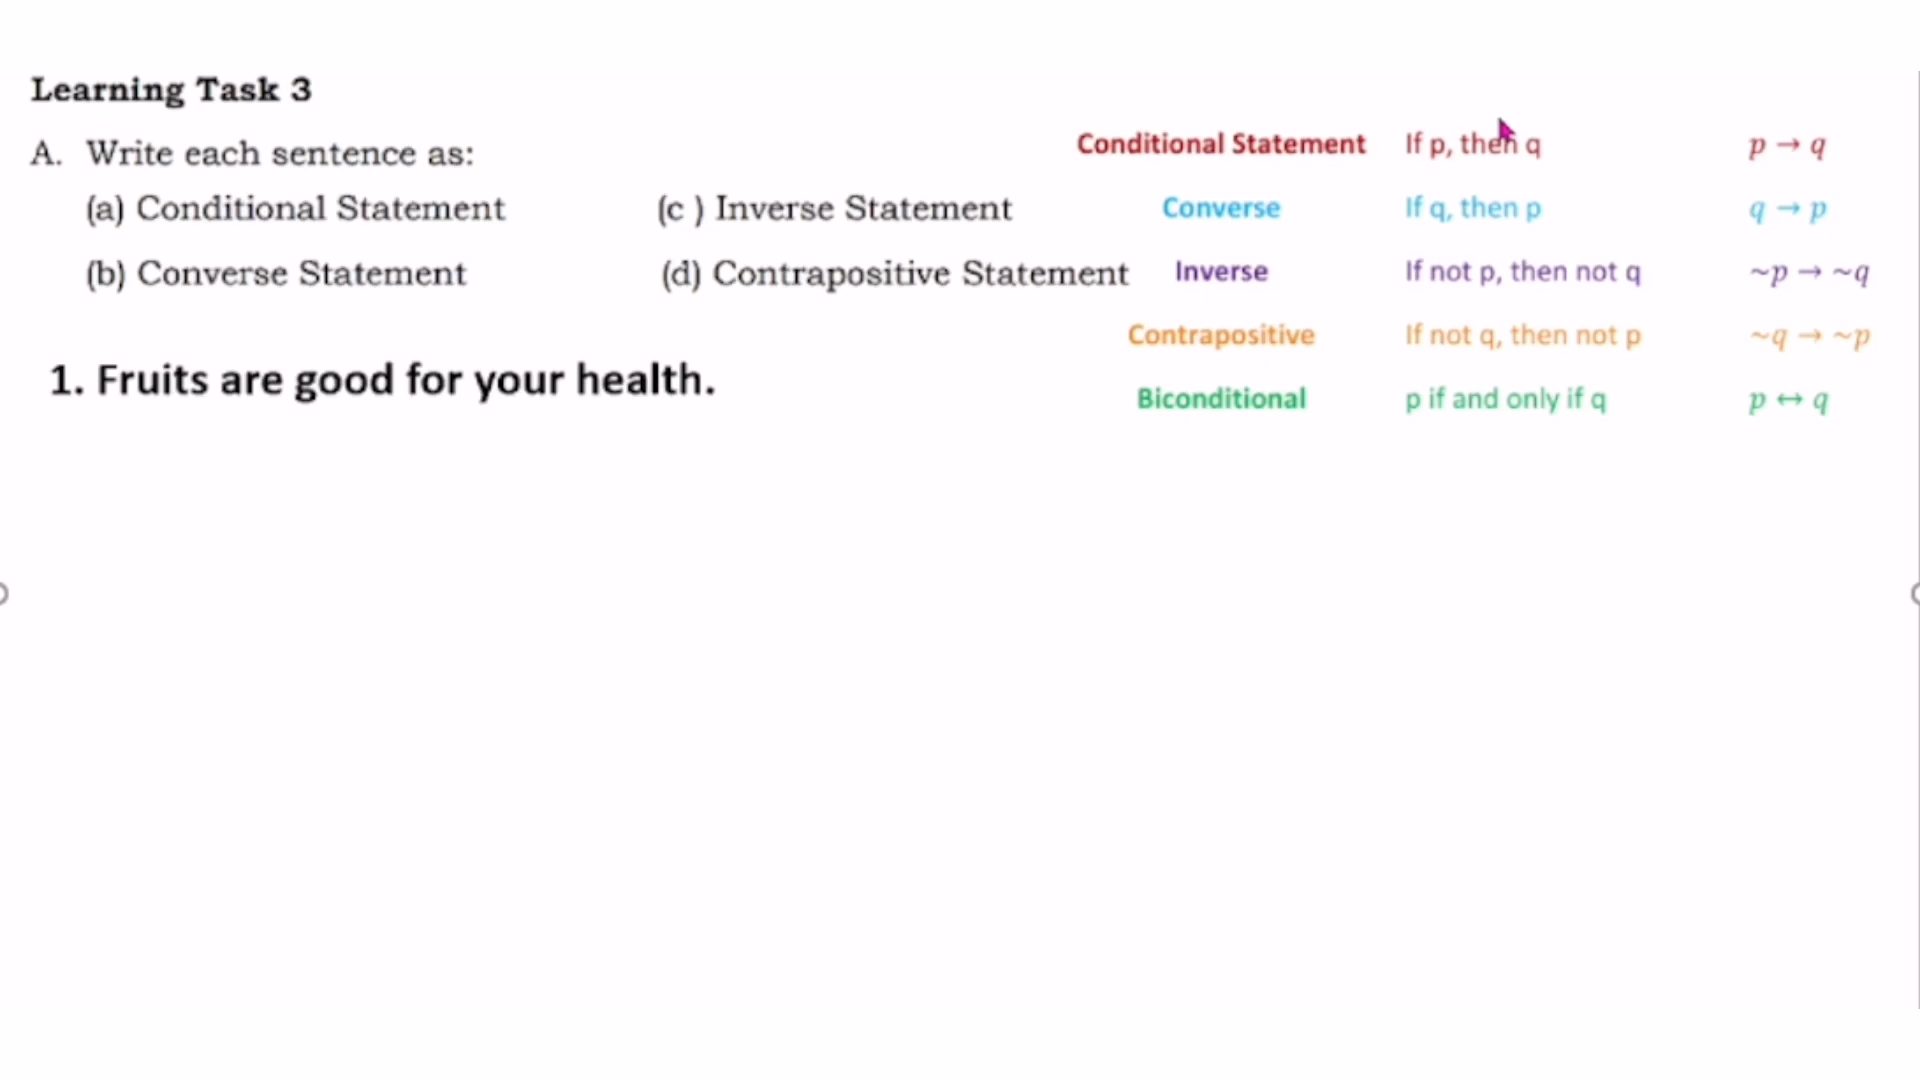 Learning Task 3
A. Write each sentence as:
(a) Conditional Statement (c ) Inverse Statement
(b) Converse Statement (d) Contrapositive Statement
1. Fruits are good for your health.
Conditional Statement If p, then q p → q
Converse If q, then p q → p
Inverse If not p, then not q ~p → ~q
Contrapositive If not q, then not p ~q → ~p
Biconditional p if and only if q p ↔ q